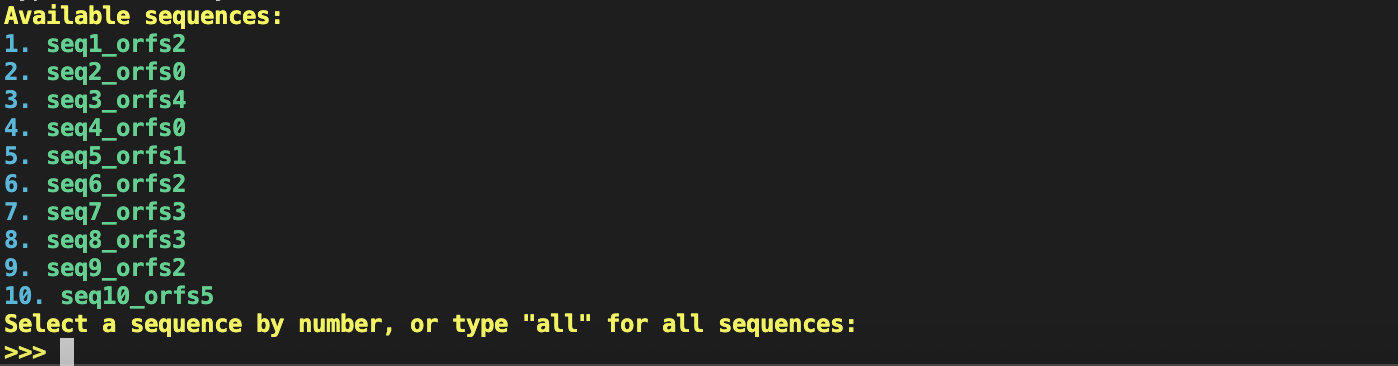 Available sequences:
1. seq1_orfs2
2. seq2_orfs0
3. seq3_orfs4
4. seq4_orfs0
5. seq5_orfs1
6. seq6_orfs2
7. seq7_orfs3
8. seq8_orfs3
9. seq9_orfs2
10. seq10_orfs5
Select a sequence by number, or type "all" for all sequences:
>>>